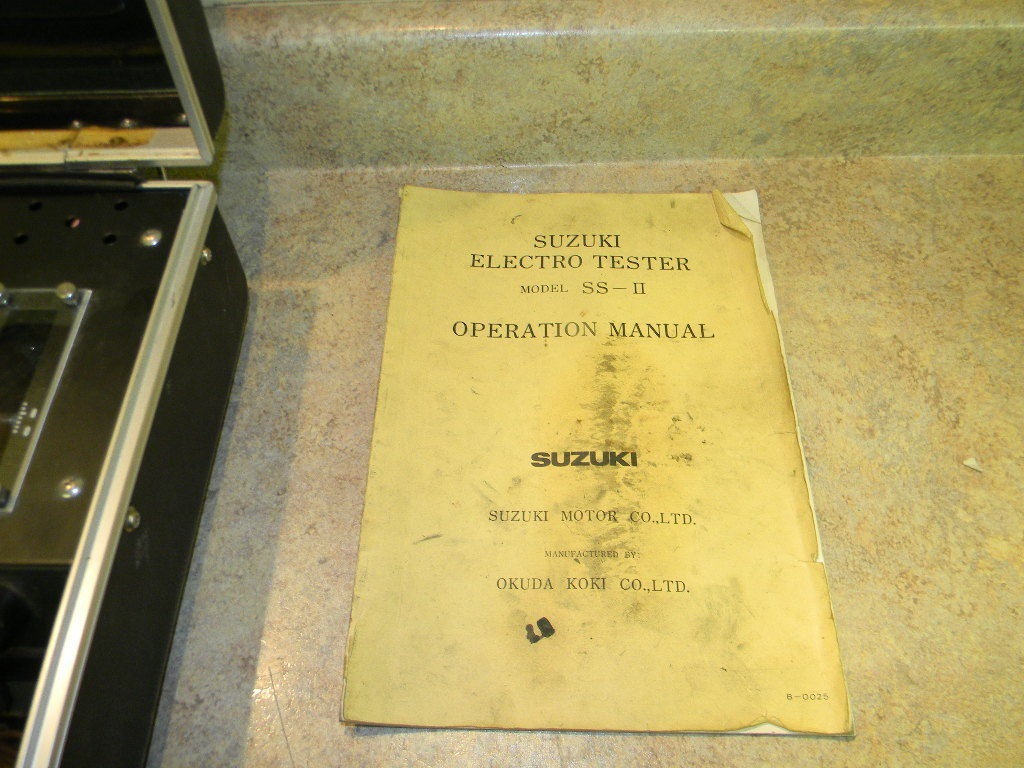 SUZUKI
ELECTRO TESTER
MODEL SS-II
OPERATION MANUAL
SUZUKI
SUZUKI MOTOR CO.,LTD.
MANUFACTURED BY:
OKUDA KOKI CO.,LTD.
B-0025